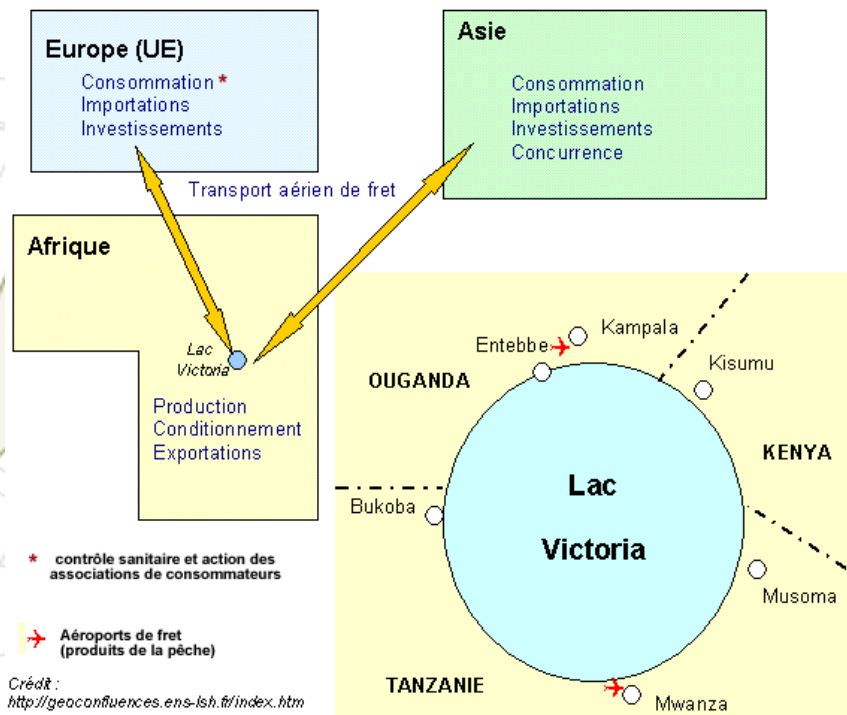 Europe (UE)
Consommation *
Importations
Investissements
Asie
Consommation
Importations
Investissements
Concurrence
Transport aérien de fret
Afrique
Lac
Victoria
Production
Conditionnement
Exportations
* contrôle sanitaire et action des
associations de consommateurs
Aéroports de fret
(produits de la pêche)
Crédit :
http://geoconfluences.ens-lsh.fr/index.htm
Kampala
Entebbe
Kisumu
OUGANDA
KENYA
Lac
Victoria
Bukoba
Musoma
TANZANIE
Mwanza